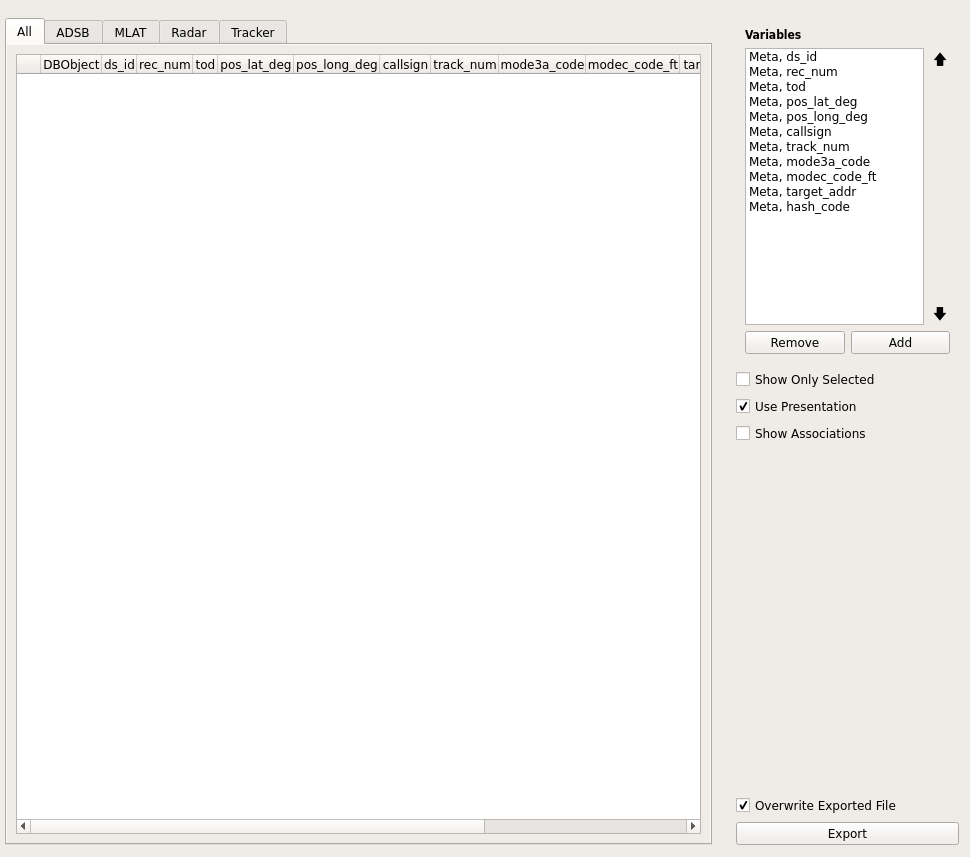 All ADSB MLAT Radar Tracker
DBObject ds_id rec_num tod pos_lat_deg pos_long_deg callsign track_num mode3a_code modec_code_ft tar
Variables
Meta, ds_id
Meta, rec_num
Meta, tod
Meta, pos_lat_deg
Meta, pos_long_deg
Meta, callsign
Meta, track_num
Meta, mode3a_code
Meta, modec_code_ft
Meta, target_addr
Meta, hash_code
Remove Add
Show Only Selected
Use Presentation
Show Associations
Overwrite Exported File
Export